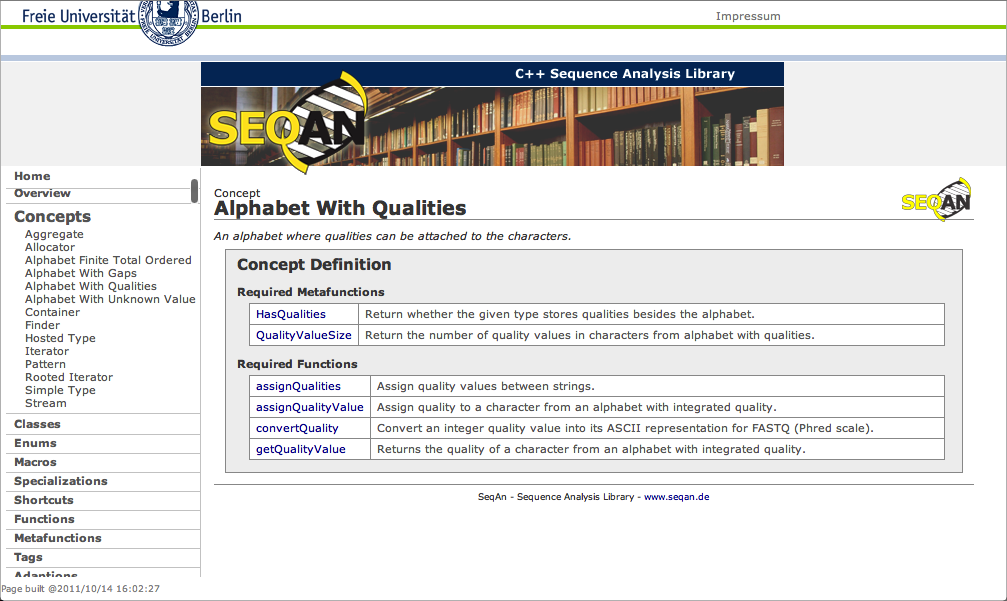 Freie Universität Berlin
Impressum
C++ Sequence Analysis Library
SEQAN
Home
Overview
Concepts
Aggregate
Allocator
Alphabet Finite Total Ordered
Alphabet With Gaps
Alphabet With Qualities
Alphabet With Unknown Value
Container
Finder
Hosted Type
Iterator
Pattern
Rooted Iterator
Simple Type
Stream
Classes
Enums
Macros
Specializations
Shortcuts
Functions
Metafunctions
Tags
Adaptions
Page built @2011/10/14 16:02:27
Concept
Alphabet With Qualities
SEQAN
An alphabet where qualities can be attached to the characters.
Concept Definition
Required Metafunctions
HasQualities Return whether the given type stores qualities besides the alphabet.
QualityValueSize Return the number of quality values in characters from alphabet with qualities.
Required Functions
assignQualities Assign quality values between strings.
assignQualityValue Assign quality to a character from an alphabet with integrated quality.
convertQuality Convert an integer quality value into its ASCII representation for FASTQ (Phred scale).
getQualityValue Returns the quality of a character from an alphabet with integrated quality.
SeqAn - Sequence Analysis Library - www.seqan.de